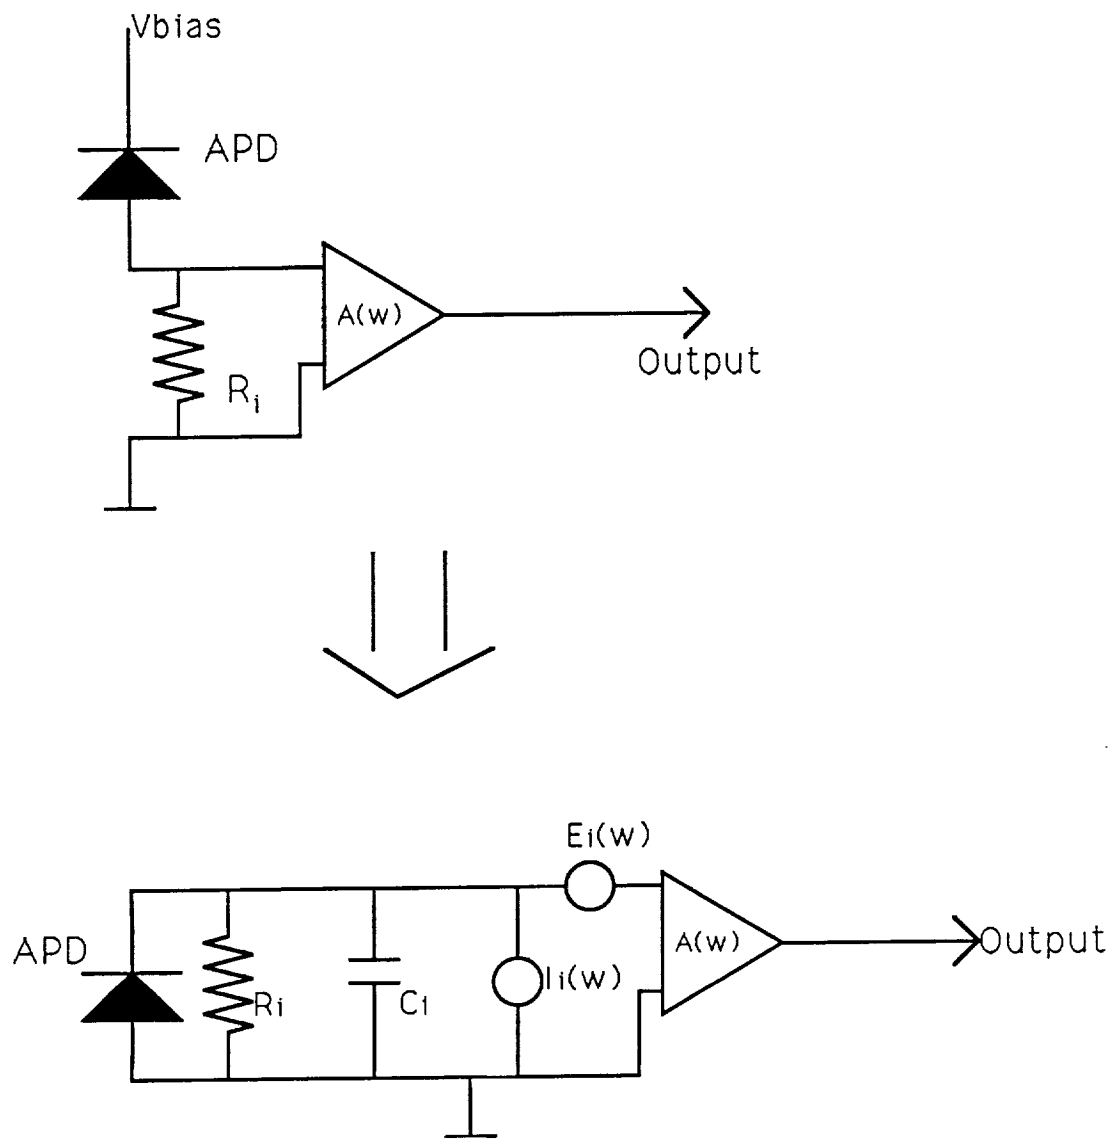 Vbias
APD
A(w)
Output
Ri
Ei(w)
APD
Ri
Ci
Ii(w)
A(w)
Output